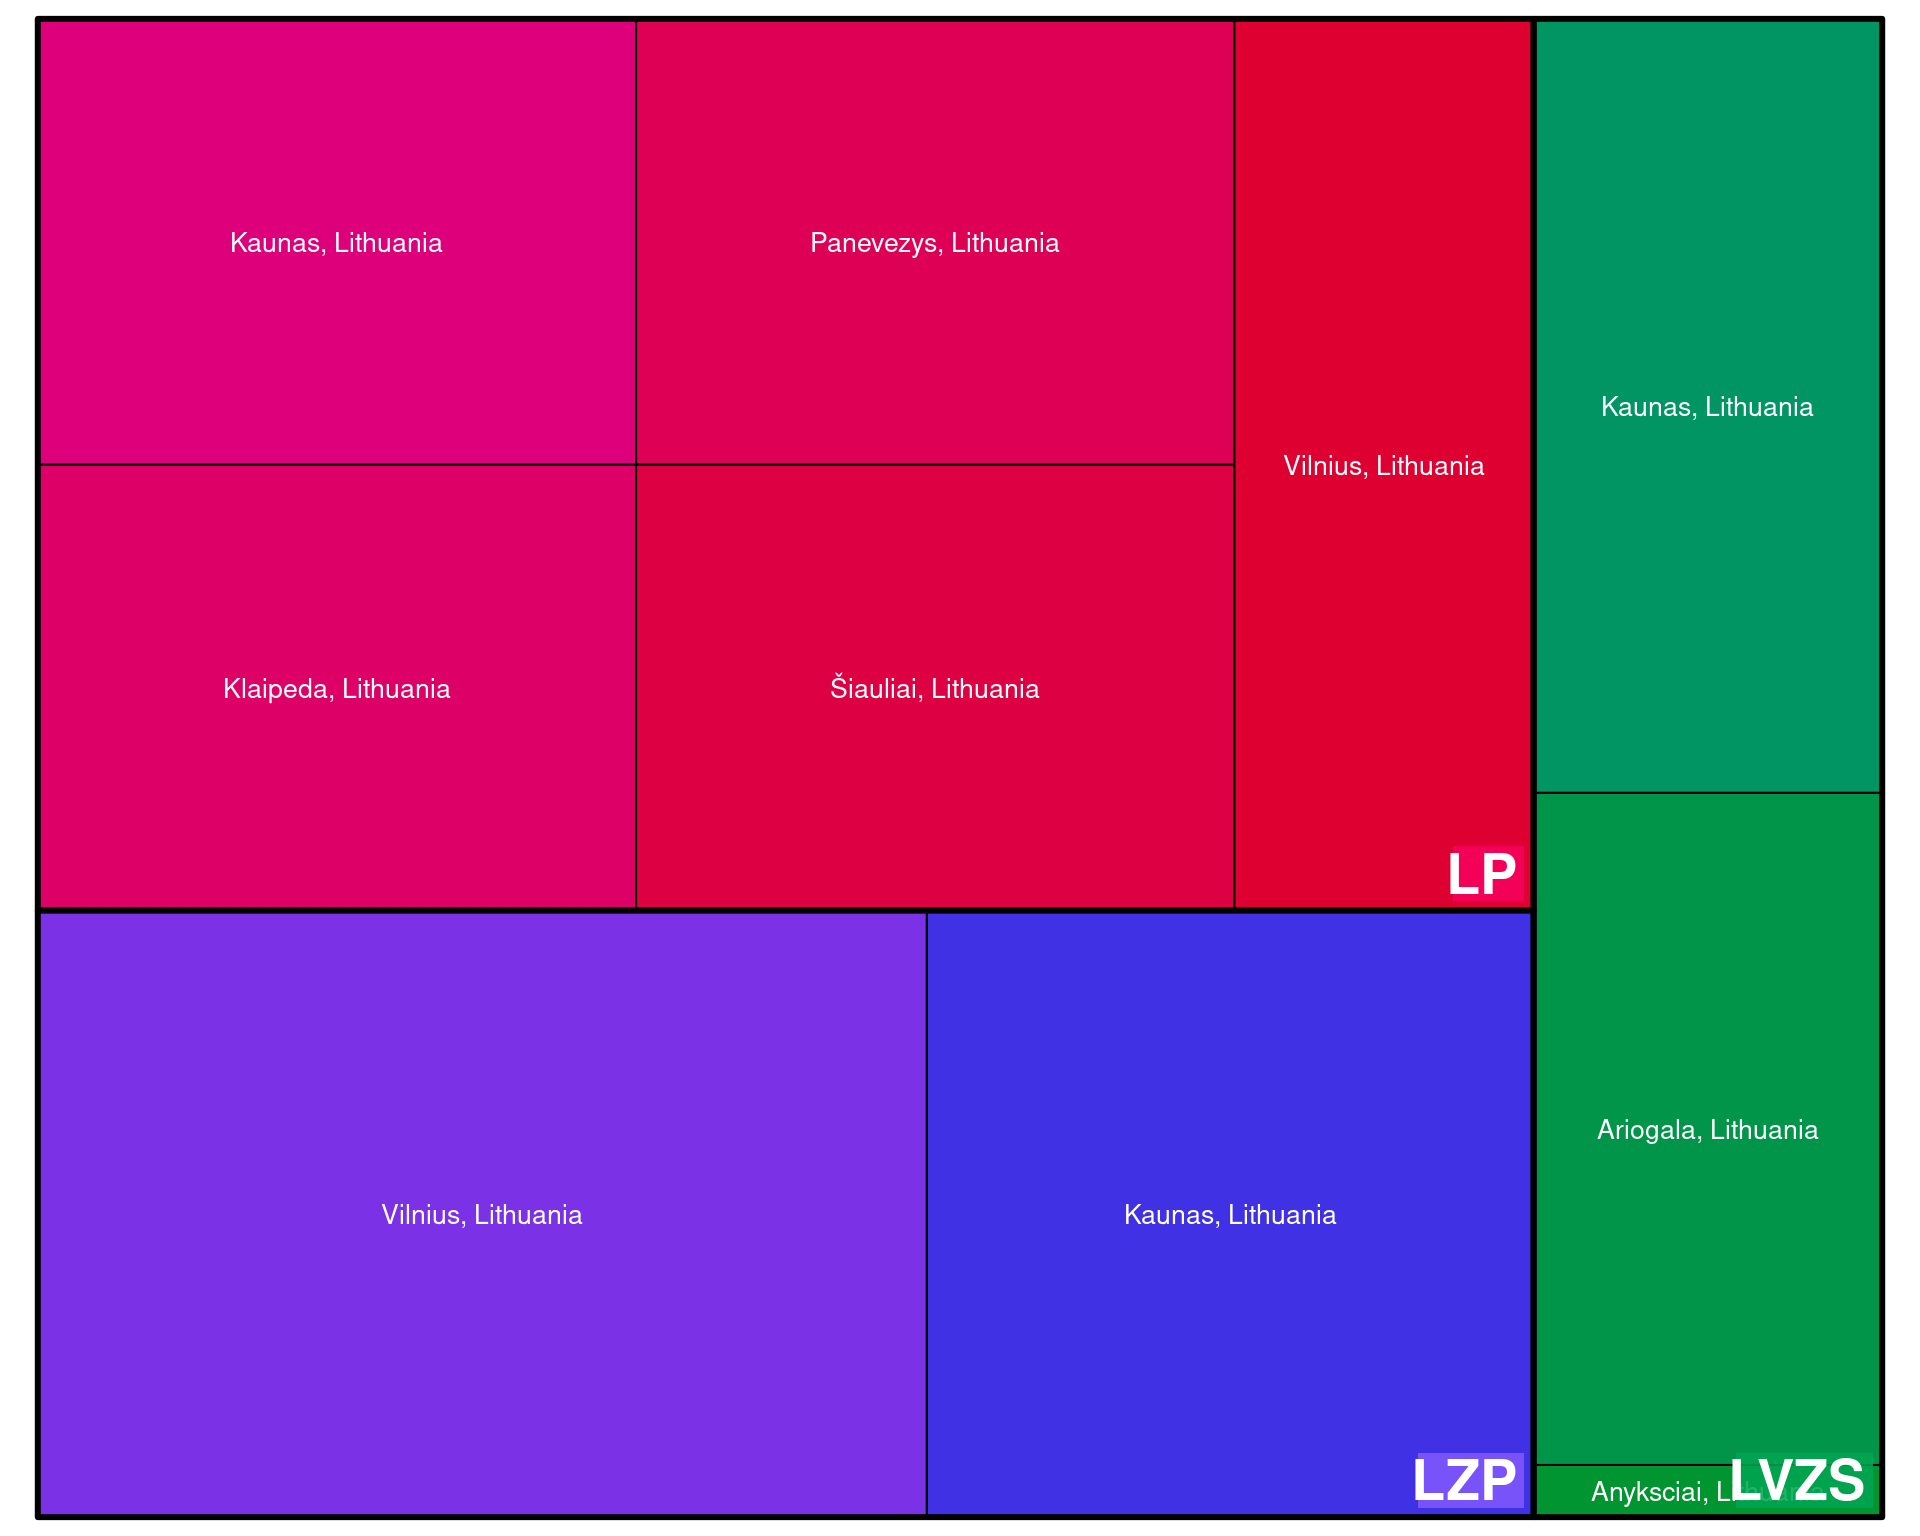 Kaunas, Lithuania
Panevezys, Lithuania
Vilnius, Lithuania
Kaunas, Lithuania
Klaipeda, Lithuania
Šiauliai, Lithuania
LP
Vilnius, Lithuania
Kaunas, Lithuania
LZP
Ariogala, Lithuania
Anyksciai, Lithuania
LVZS